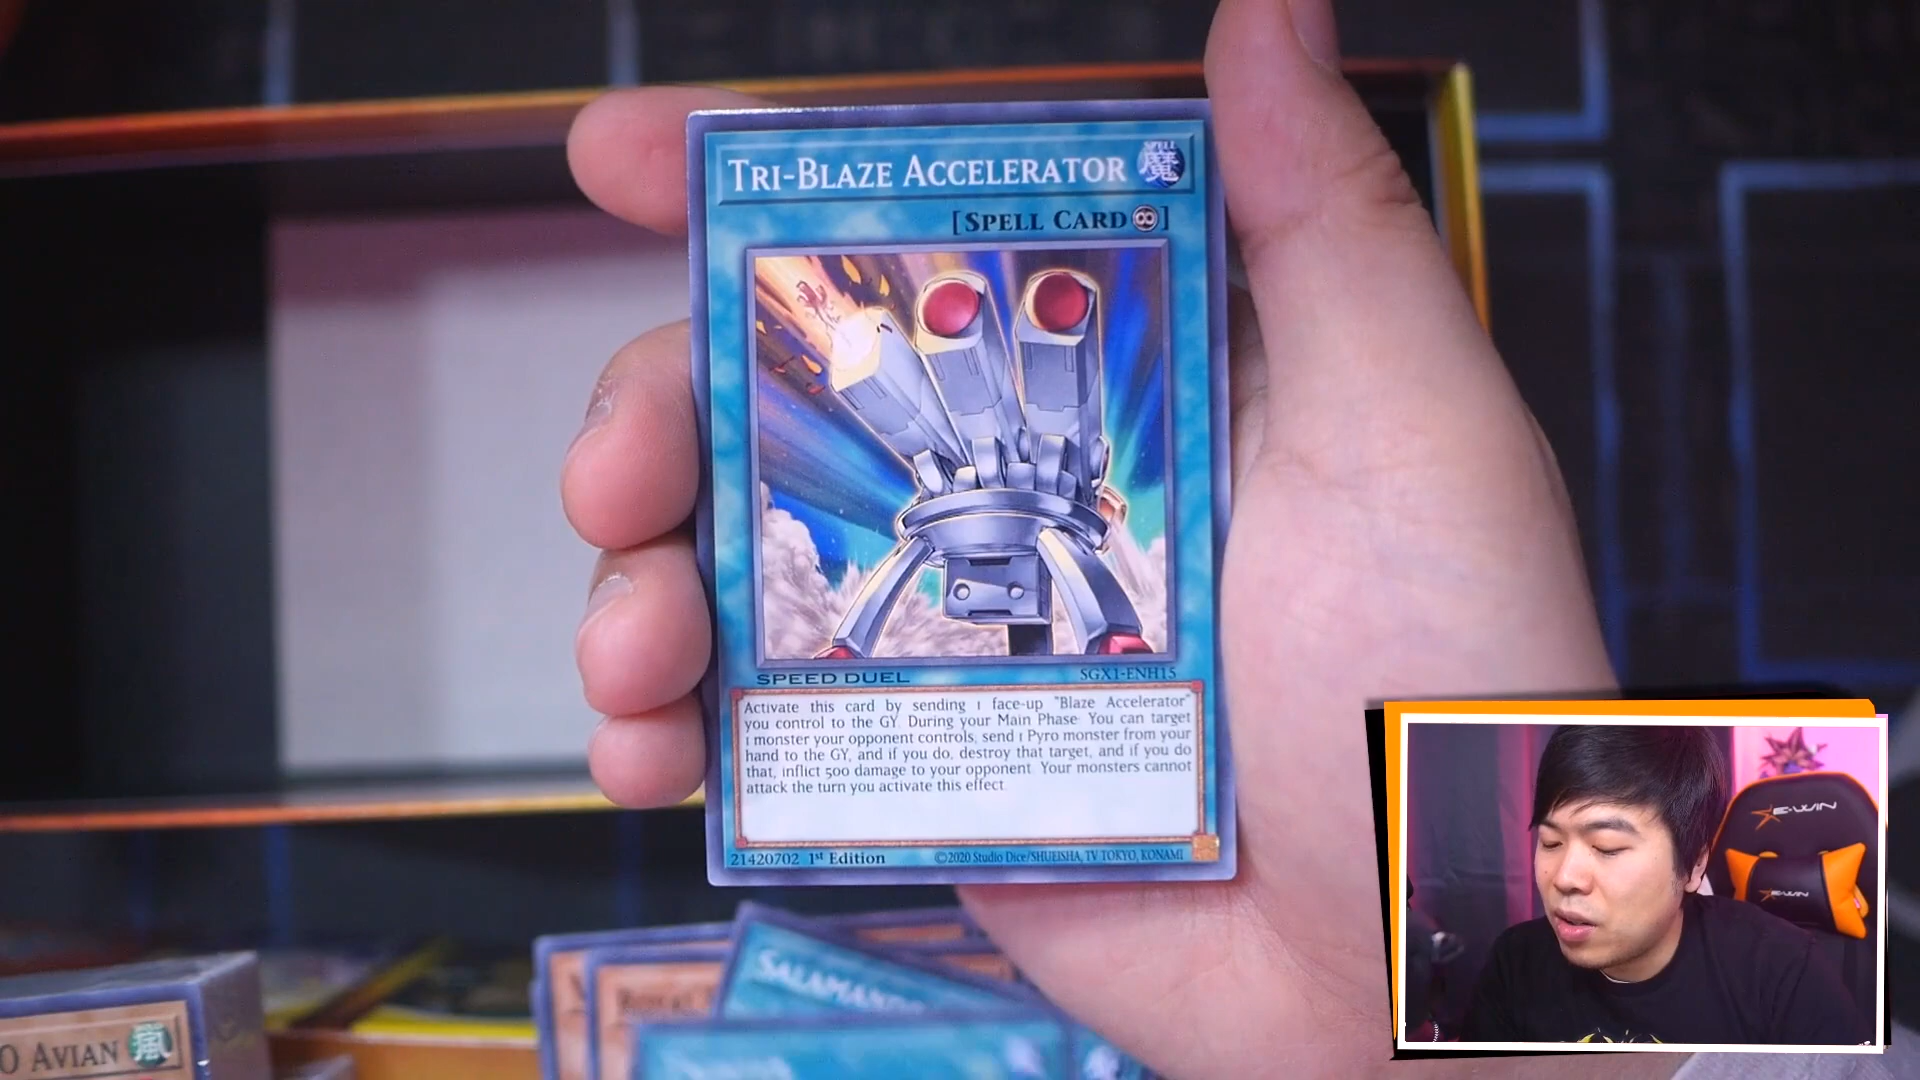 TRI-BLAZE ACCELERATOR
SPELL
魔
[SPELL CARD]
SPEED DUEL
SGX1-ENH15
Activate this card by sending 1 face-up "Blaze Accelerator"
you control to the GY. During your Main Phase: You can target
1 monster your opponent controls; send 1 Pyro monster from your
hand to the GY, and if you do, destroy that target, and if you do
that, inflict 500 damage to your opponent. Your monsters cannot
attack the turn you activate this effect.
21420702 1st Edition
©2020 Studio Dice/SHUEISHA, TV TOKYO, KONAMI
E-WIN
E-WIN
SALAMAND
O AVIAN
風